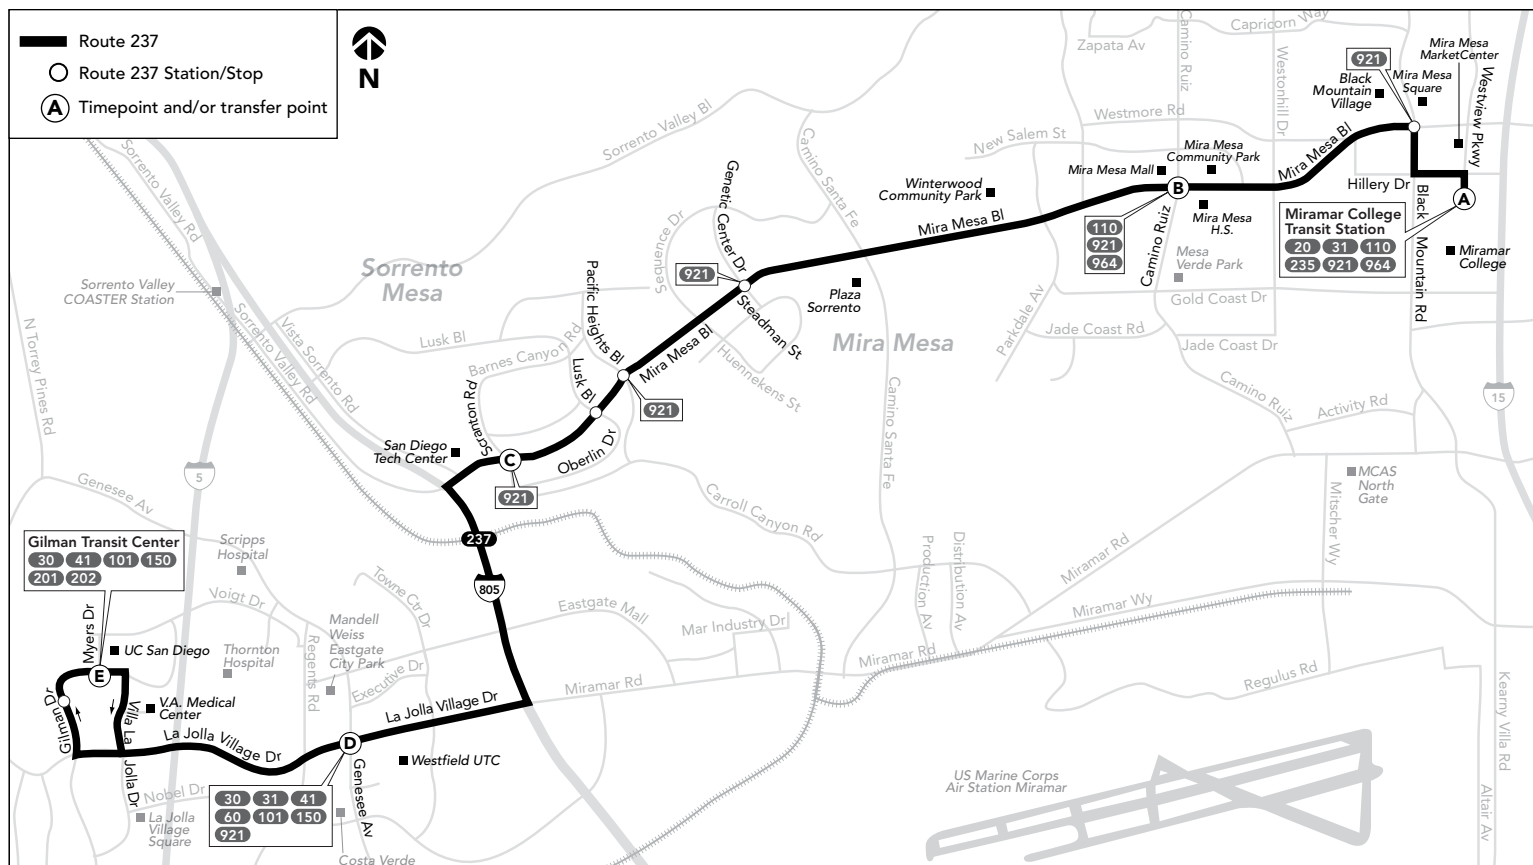 Route 237
Route 237 Station/Stop
A
Timepoint and/or transfer point
N
Zapata Av
Camino Ruiz
Capricorn Way
Westonhill Dr
921
Black
Mountain
Village
Mira Mesa
Square
Mira Mesa
MarketCenter
Westview Pkwy
Sorrento Valley Bl
Sorrento Valley Rd
Sorrento Valley Rd
Westmore Rd
New Salem St
Camino Santa Fe
Genetic Center Dr
Sequence Dr
Winterwood
Community Park
Mira Mesa Mall
Mira Mesa
Community Park
Mira Mesa Bl
Mira Mesa Bl
Hillery Dr
B
Mira Mesa
H.S.
110
921
964
Camino Ruiz
Mesa
Verde Park
Black Mountain Rd
A
Miramar College
Transit Station
20 31 110
235 921 964
Miramar
College
Sorrento
Mesa
Sorrento Valley
COASTER Station
Sorrento Valley Rd
Vista Sorrento Rd
N Torrey Pines Rd
Pacific Heights Bl
921
Steadman St
Plaza
Sorrento
Mira Mesa
Parkdale Av
Gold Coast Dr
Jade Coast Rd
Jade Coast Dr
Camino Ruiz
Activity Rd
15
Lusk Bl
Barnes Canyon Rd
Lusk Bl
Mira Mesa Bl
Huennekens St
921
Camino Santa Fe
Scranton Rd
San Diego
Tech Center
C
Oberlin Dr
921
5
Genesee Av
Carroll Canyon Rd
MCAS
North
Gate
Mitscher Wy
Gilman Transit Center
30 41 101 150
201 202
Scripps
Hospital
237
805
Production Av
Distribution Av
Miramar Rd
Miramar Wy
Voigt Dr
Towne Ctr Dr
Eastgate Mall
Mar Industry Dr
Mandell
Weiss
Eastgate
City Park
Regents Rd
Executive Dr
Miramar Rd
Miramar Rd
Regulus Rd
Myers Dr
UC San Diego
Thornton
Hospital
E
Gilman Dr
V.A. Medical
Center
Villa La Jolla Dr
La Jolla Village Dr
La Jolla Village Dr
D
Westfield UTC
Genesee Av
Nobel Dr
30 31 41
60 101 150
921
La Jolla
Village
Square
Costa Verde
US Marine Corps
Air Station Miramar
Kearny Villa Rd
Altair Av